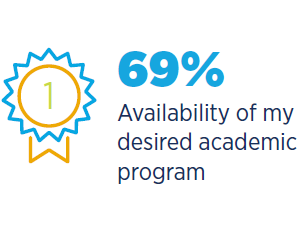 1
69%
Availability of my
desired academic
program